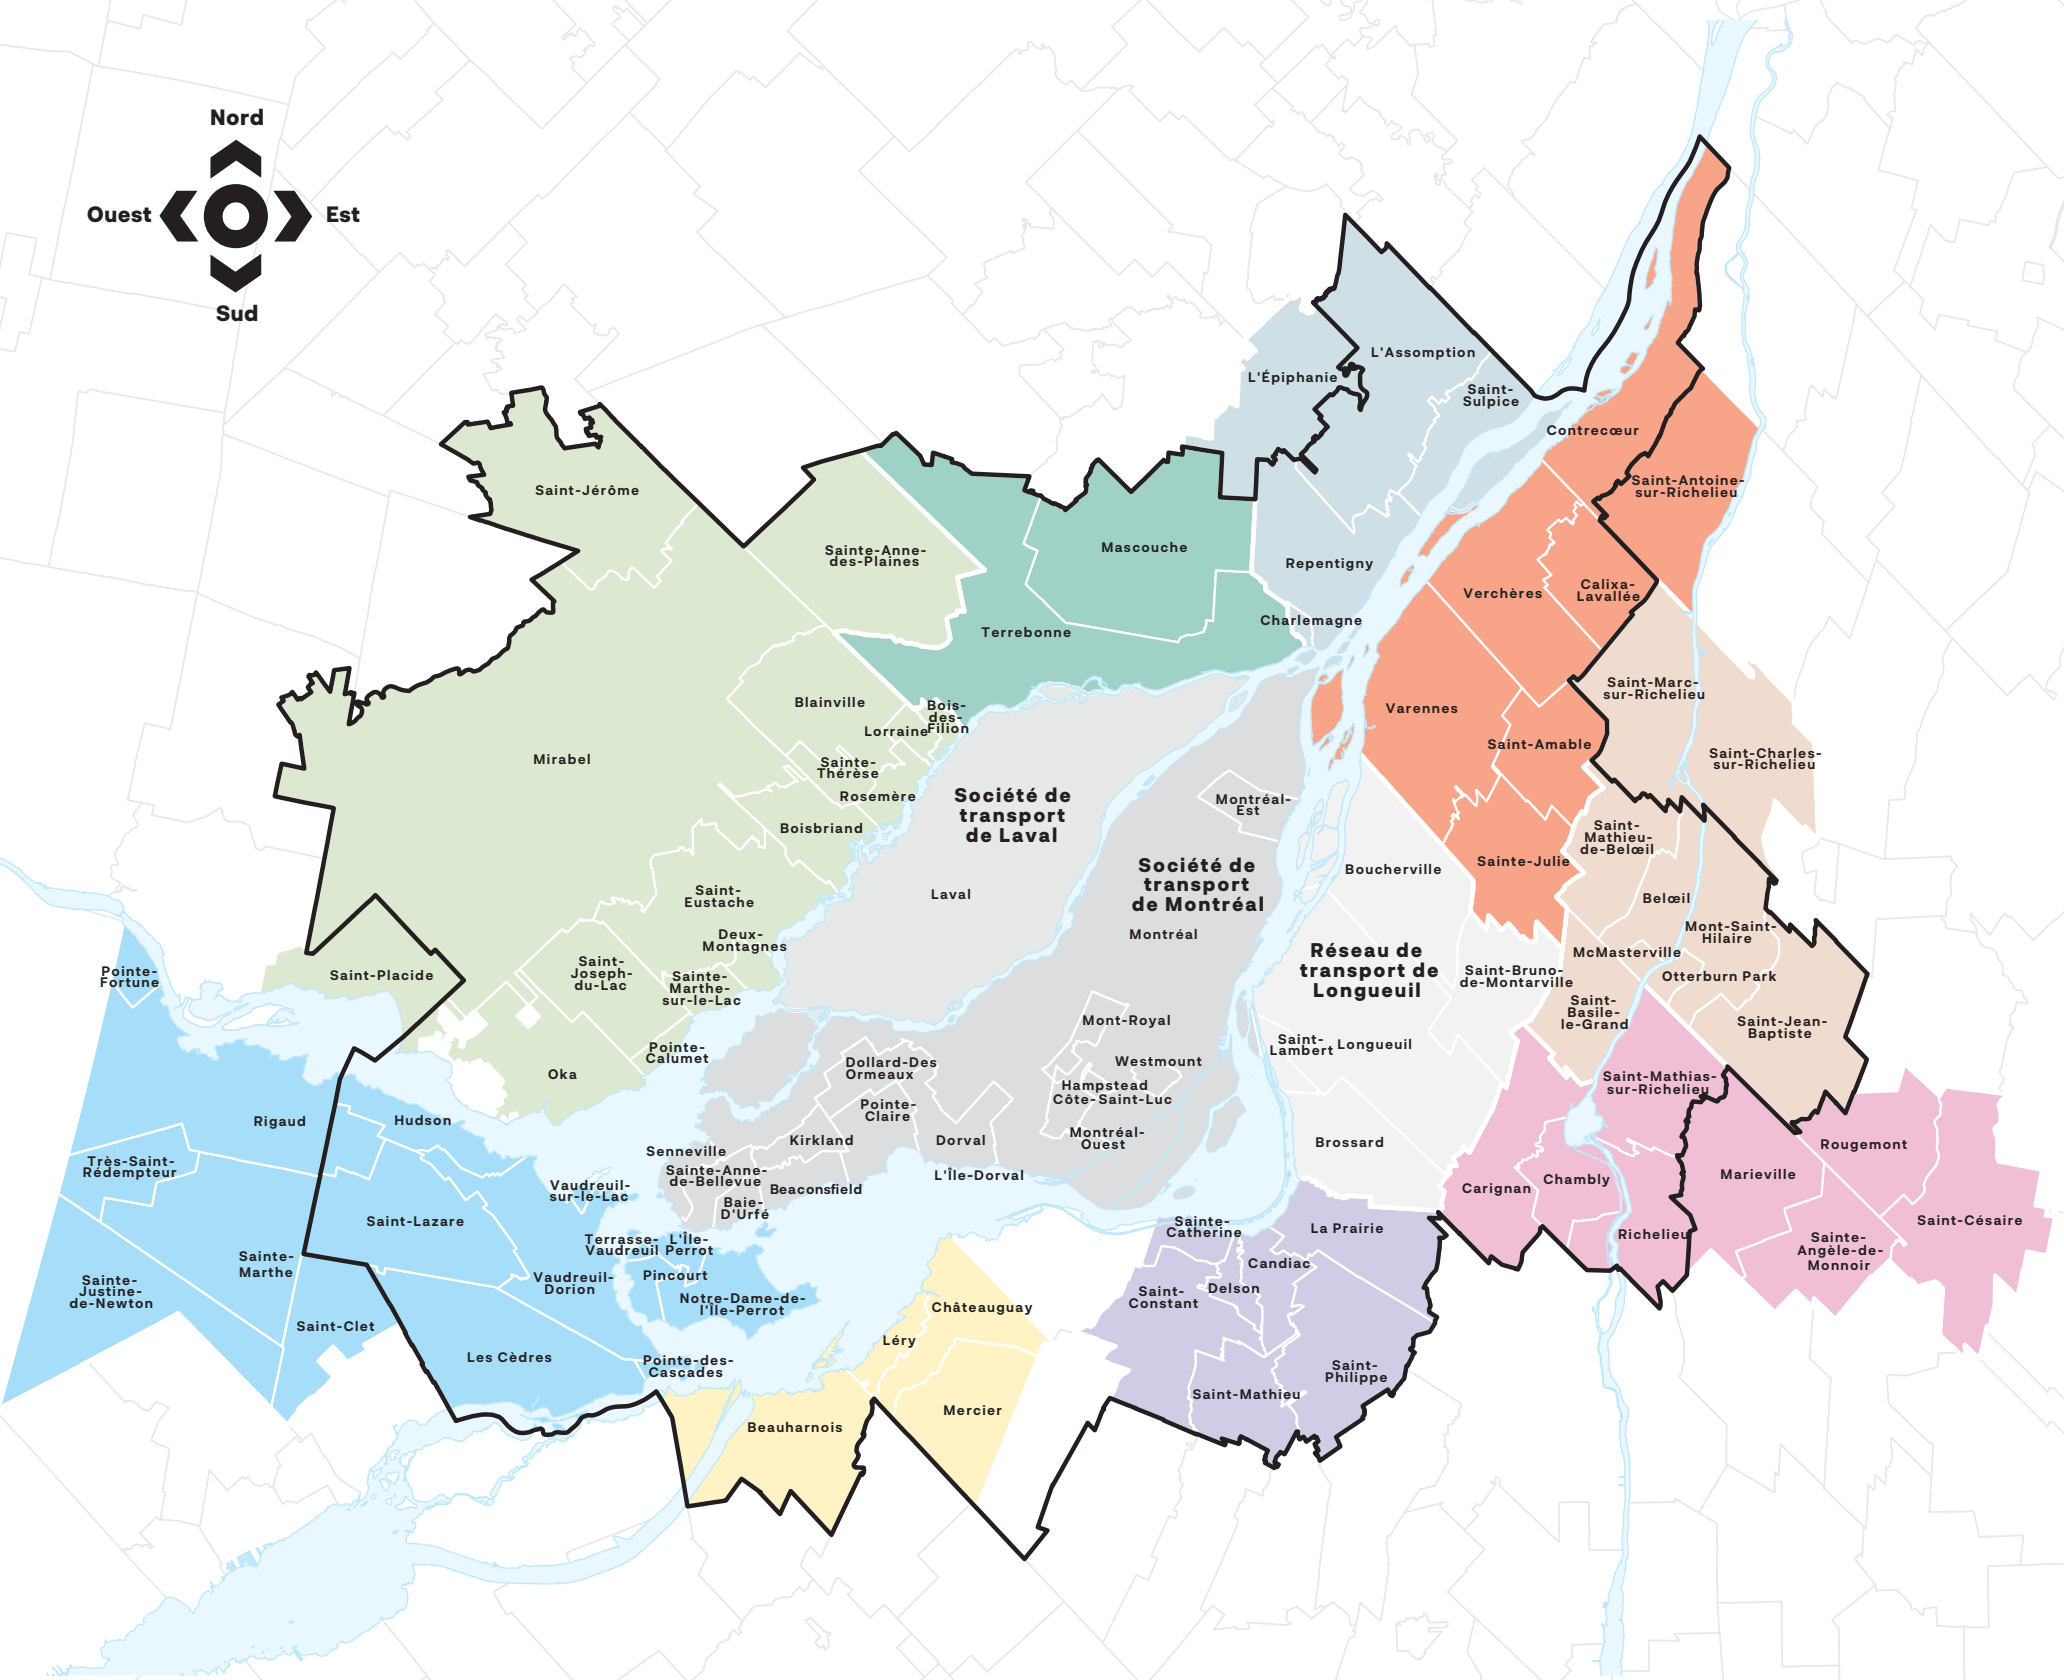 Nord
Ouest
Est
Sud
L'Assomption
L'Épiphanie
Saint-
Sulpice
Contrecœur
Saint-Antoine-
sur-Richelieu
Saint-Jérôme
Sainte-Anne-
des-Plaines
Mascouche
Repentigny
Verchères
Calixa-
Lavallée
Charlemagne
Terrebonne
Saint-Marc-
sur-Richelieu
Blainville
Bois-
des-
Filion
Lorraine
Varennes
Saint-Amable
Saint-Charles-
sur-Richelieu
Mirabel
Sainte-
Thérèse
Rosemère
Société de
transport
de Laval
Montréal-
Est
Boisbriand
Saint-
Mathieu-
de-Belœil
Sainte-Julie
Boucherville
Société de
transport
de Montréal
Laval
Saint-
Eustache
Belœil
Montréal
Deux-
Montagnes
Mont-Saint-
Hilaire
McMasterville
Réseau de
transport de
Longueuil
Saint-Bruno-
de-Montarville
Otterburn Park
Saint-
Joseph-
du-Lac
Sainte-
Marthe-
sur-le-Lac
Saint-Placide
Pointe-
Fortune
Saint-
Basile-
le-Grand
Saint-Jean-
Baptiste
Mont-Royal
Saint-
Lambert
Longueuil
Pointe-
Calumet
Oka
Dollard-Des
Ormeaux
Westmount
Hampstead
Côte-Saint-Luc
Saint-Mathias-
sur-Richelieu
Pointe-
Claire
Rigaud
Hudson
Kirkland
Dorval
Montréal-
Ouest
Brossard
Rougemont
Senneville
Très-Saint-
Rédempteur
Sainte-Anne-
de-Bellevue
L'Île-Dorval
Marieville
Chambly
Carignan
Vaudreuil-
sur-le-Lac
Beaconsfield
Baie-
D'Urfé
Saint-Lazare
Sainte-
Catherine
La Prairie
Richelieu
Saint-Césaire
Terrasse-
Vaudreuil
L'Île-
Perrot
Sainte-
Angèle-de-
Monnoir
Sainte-
Marthe
Candiac
Pincourt
Vaudreuil-
Dorion
Delson
Saint-
Constant
Sainte-
Justine-
de-Newton
Notre-Dame-de-
l'Île-Perrot
Châteauguay
Saint-Clet
Léry
Les Cèdres
Pointe-des-
Cascades
Saint-
Philippe
Saint-Mathieu
Mercier
Beauharnois